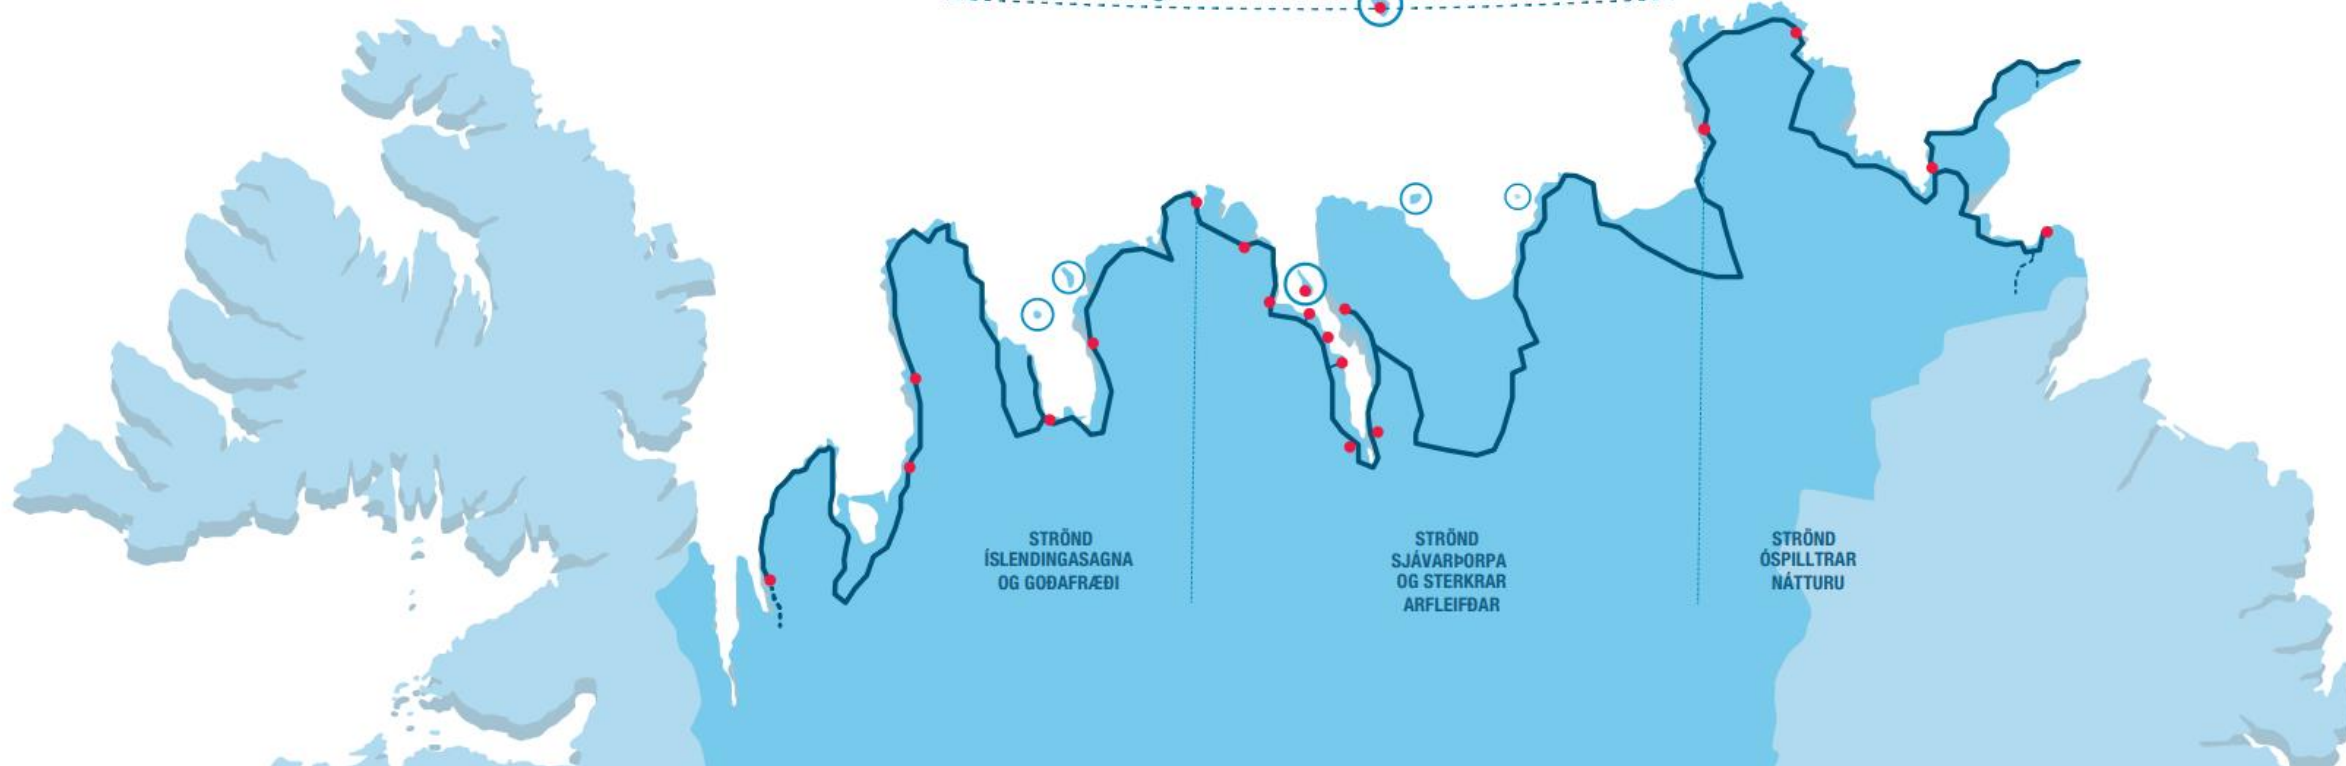 STRÖND
ÍSLENDINGASAGNA
OG GOÐAFRÆÐI
STRÖND
SJÁVARÞORPA
OG STERKRAR
ARFLEIFÐAR
STRÖND
ÓSPILLTRAR
NÁTTURU